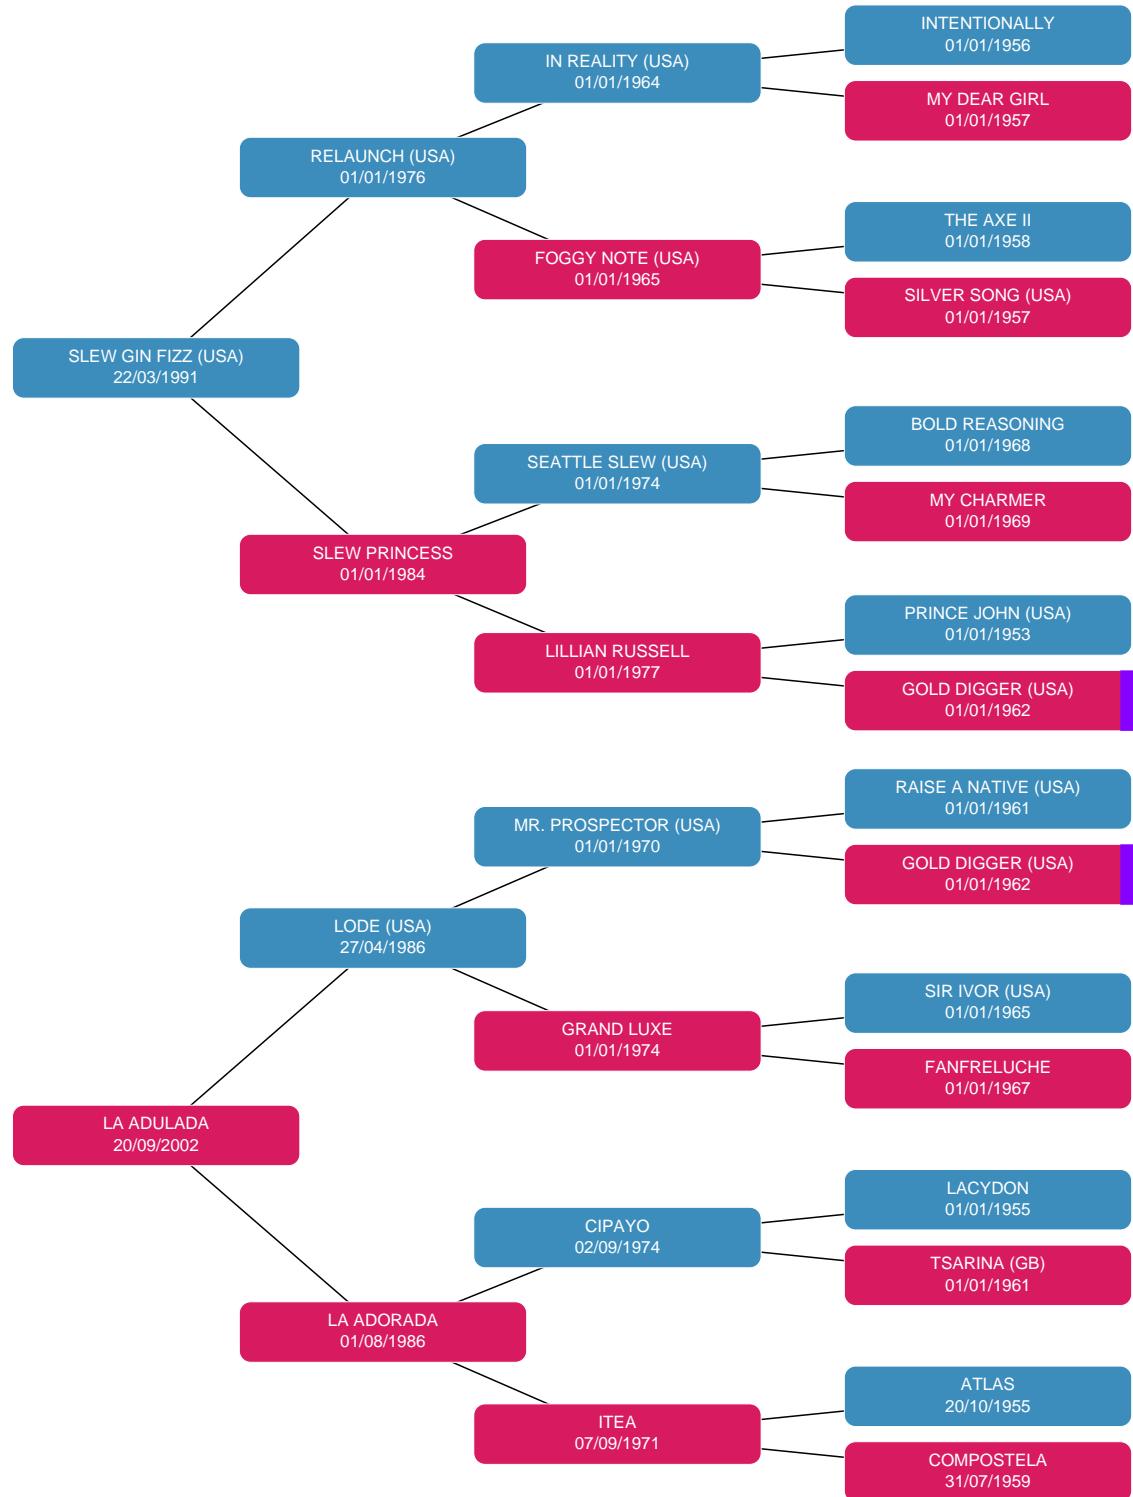 INTENTIONALLY
01/01/1956
IN REALITY (USA)
01/01/1964
MY DEAR GIRL
01/01/1957
RELAUNCH (USA)
01/01/1976
THE AXE II
01/01/1958
FOGGY NOTE (USA)
01/01/1965
SILVER SONG (USA)
01/01/1957
SLEW GIN FIZZ (USA)
22/03/1991
BOLD REASONING
01/01/1968
SEATTLE SLEW (USA)
01/01/1974
MY CHARMER
01/01/1969
SLEW PRINCESS
01/01/1984
PRINCE JOHN (USA)
01/01/1953
LILLIAN RUSSELL
01/01/1977
GOLD DIGGER (USA)
01/01/1962
RAISE A NATIVE (USA)
01/01/1961
MR. PROSPECTOR (USA)
01/01/1970
GOLD DIGGER (USA)
01/01/1962
LODE (USA)
27/04/1986
SIR IVOR (USA)
01/01/1965
GRAND LUXE
01/01/1974
FANFRELUCHE
01/01/1967
LA ADULADA
20/09/2002
LACYDON
01/01/1955
CIPAYO
02/09/1974
TSARINA (GB)
01/01/1961
LA ADORADA
01/08/1986
ATLAS
20/10/1955
ITEA
07/09/1971
COMPOSTELA
31/07/1959